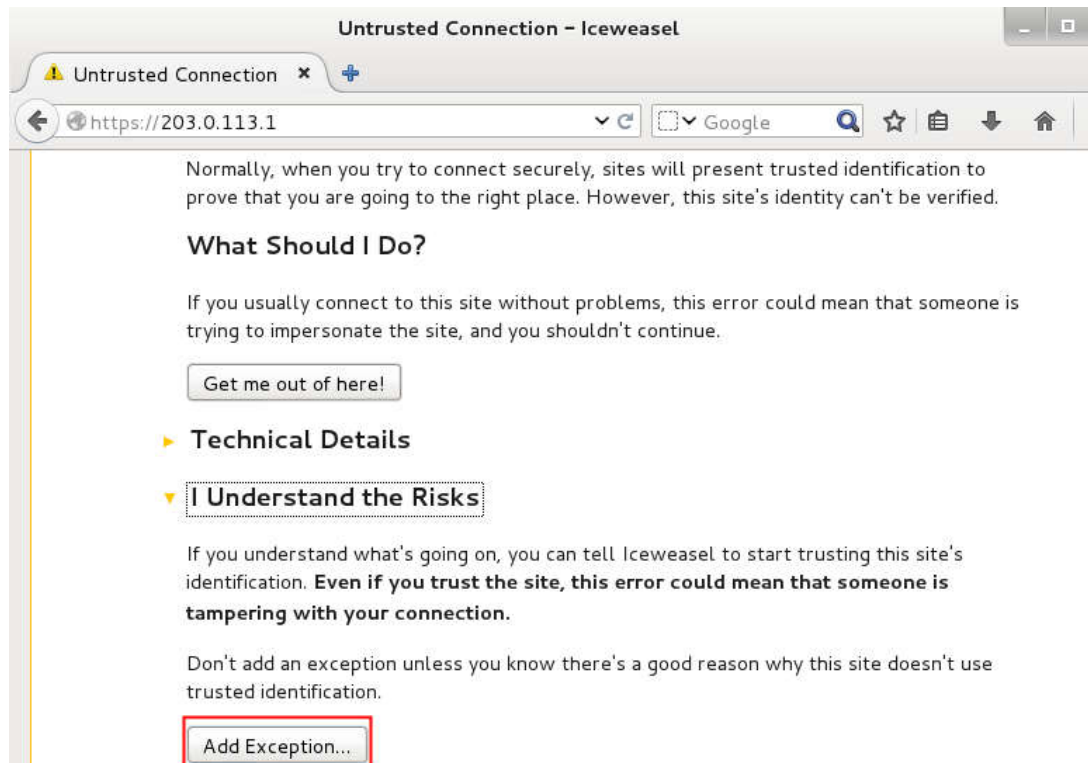 Untrusted Connection - Iceweasel
Untrusted Connection
https://203.0.113.1
Google
Normally, when you try to connect securely, sites will present trusted identification to
prove that you are going to the right place. However, this site's identity can't be verified.
What Should I Do?
If you usually connect to this site without problems, this error could mean that someone is
trying to impersonate the site, and you shouldn't continue.
Get me out of here!
Technical Details
I Understand the Risks
If you understand what's going on, you can tell Iceweasel to start trusting this site's
identification. Even if you trust the site, this error could mean that someone is
tampering with your connection.
Don't add an exception unless you know there's a good reason why this site doesn't use
trusted identification.
Add Exception...